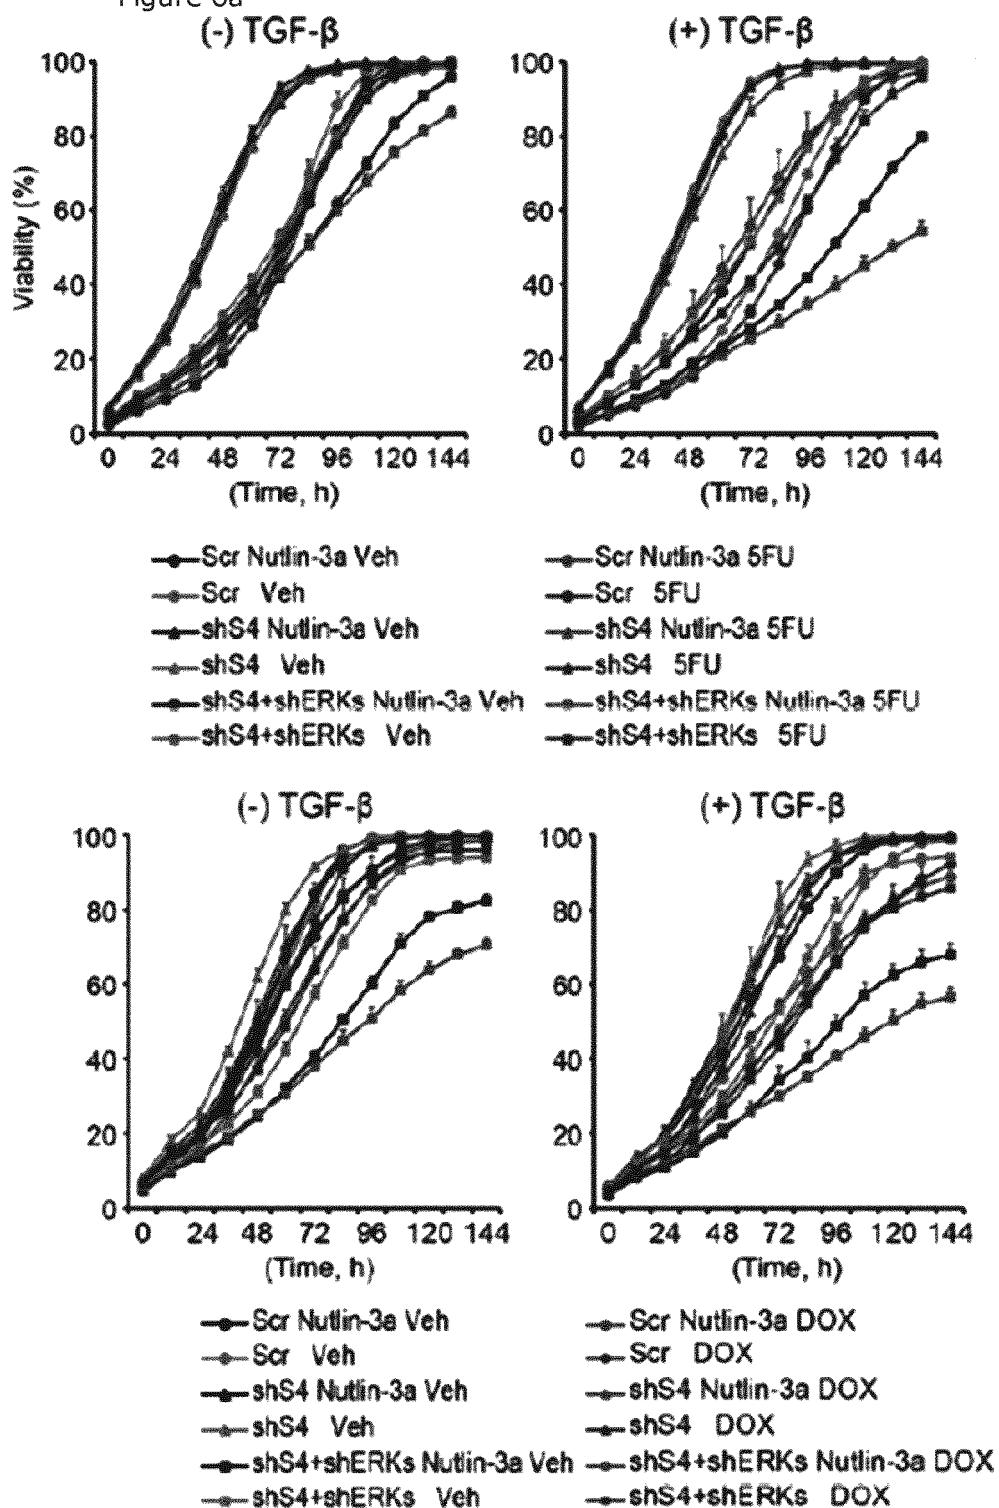 Figure 6a
(-) TGF-β (+) TGF-β
100 100
80 80
60 60
40 40
20 20
0 0
Viability (%)
0 24 48 72 96 120 144 0 24 48 72 96 120 144
(Time, h) (Time, h)
Scr Nutlin-3a Veh Scr Nutlin-3a 5FU
Scr Veh Scr 5FU
shS4 Nutlin-3a Veh shS4 Nutlin-3a 5FU
shS4 Veh shS4 5FU
shS4+shERKs Nutlin-3a Veh shS4+shERKs Nutlin-3a 5FU
shS4+shERKs Veh shS4+shERKs 5FU
(-) TGF-β (+) TGF-β
100 100
80 80
60 60
40 40
20 20
0 0
0 24 48 72 96 120 144 0 24 48 72 96 120 144
(Time, h) (Time, h)
Scr Nutlin-3a Veh Scr Nutlin-3a DOX
Scr Veh Scr DOX
shS4 Nutlin-3a Veh shS4 Nutlin-3a DOX
shS4 Veh shS4 DOX
shS4+shERKs Nutlin-3a Veh shS4+shERKs Nutlin-3a DOX
shS4+shERKs Veh shS4+shERKs DOX